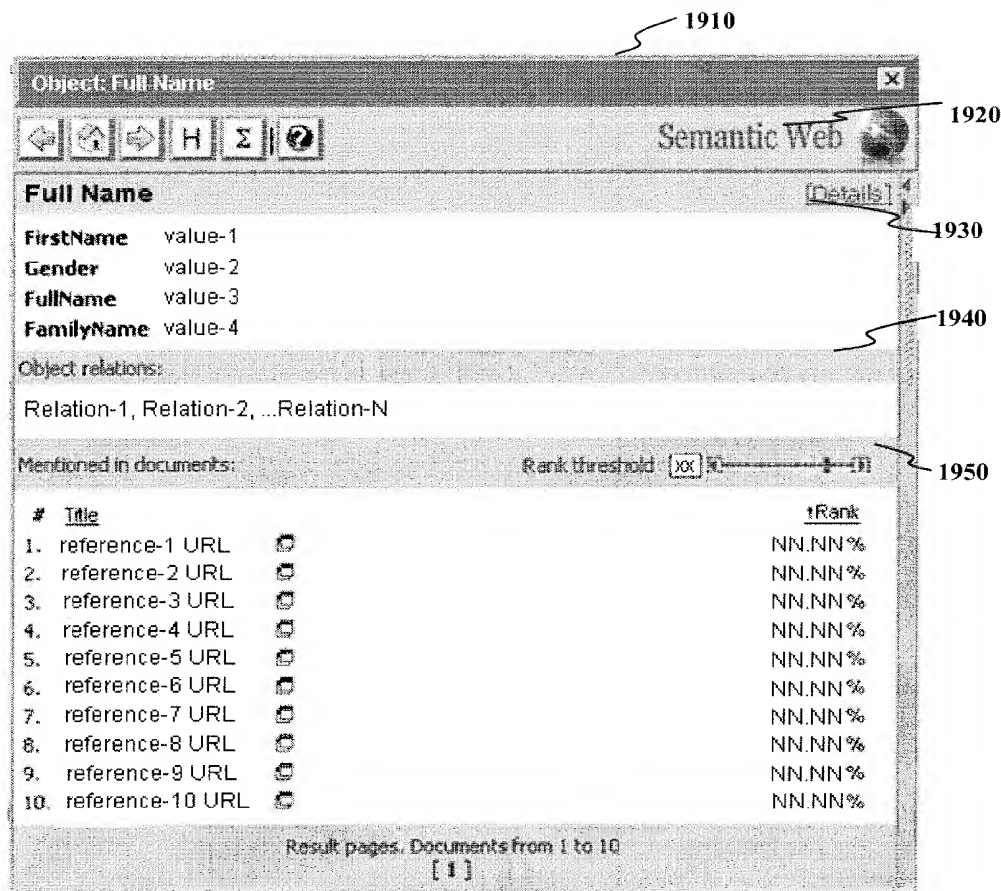 1910
Object: Full Name
1920
H Σ ? Semantic Web
Full Name [Details]
1930
FirstName value-1
Gender value-2
FullName value-3
FamilyName value-4
1940
Object relations:
Relation-1, Relation-2, ...Relation-N
1950
Mentioned in documents: Rank threshold xx
# Title ↑Rank
1. reference-1 URL NN.NN%
2. reference-2 URL NN.NN%
3. reference-3 URL NN.NN%
4. reference-4 URL NN.NN%
5. reference-5 URL NN.NN%
6. reference-6 URL NN.NN%
7. reference-7 URL NN.NN%
8. reference-8 URL NN.NN%
9. reference-9 URL NN.NN%
10. reference-10 URL NN.NN%
Result pages. Documents from 1 to 10
[ 1 ]